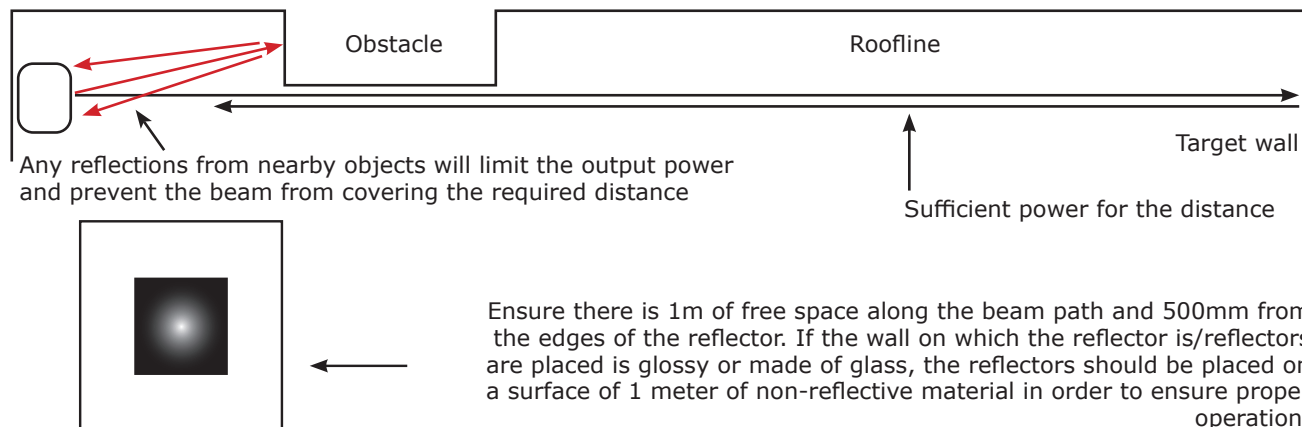 Obstacle
Roofline
Target wall
Any reflections from nearby objects will limit the output power
and prevent the beam from covering the required distance
Sufficient power for the distance
Ensure there is 1m of free space along the beam path and 500mm from
the edges of the reflector. If the wall on which the reflector is/reflectors
are placed is glossy or made of glass, the reflectors should be placed on
a surface of 1 meter of non-reflective material in order to ensure proper
operation